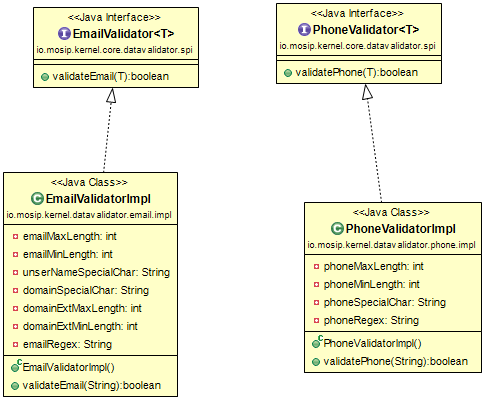 <<Java Interface>>
EmailValidator<T>
io.mosip.kernel.core.datavalidator.spi
validateEmail(T):boolean
<<Java Interface>>
PhoneValidator<T>
io.mosip.kernel.core.datavalidator.spi
validatePhone(T):boolean
<<Java Class>>
EmailValidatorImpl
io.mosip.kernel.datavalidator.email.impl
emailMaxLength: int
emailMinLength: int
unserNameSpecialChar: String
domainSpecialChar: String
domainExtMaxLength: int
domainExtMinLength: int
emailRegex: String
EmailValidatorImpl()
validateEmail(String):boolean
<<Java Class>>
PhoneValidatorImpl
io.mosip.kernel.datavalidator.phone.impl
phoneMaxLength: int
phoneMinLength: int
phoneSpecialChar: String
phoneRegex: String
PhoneValidatorImpl()
validatePhone(String):boolean